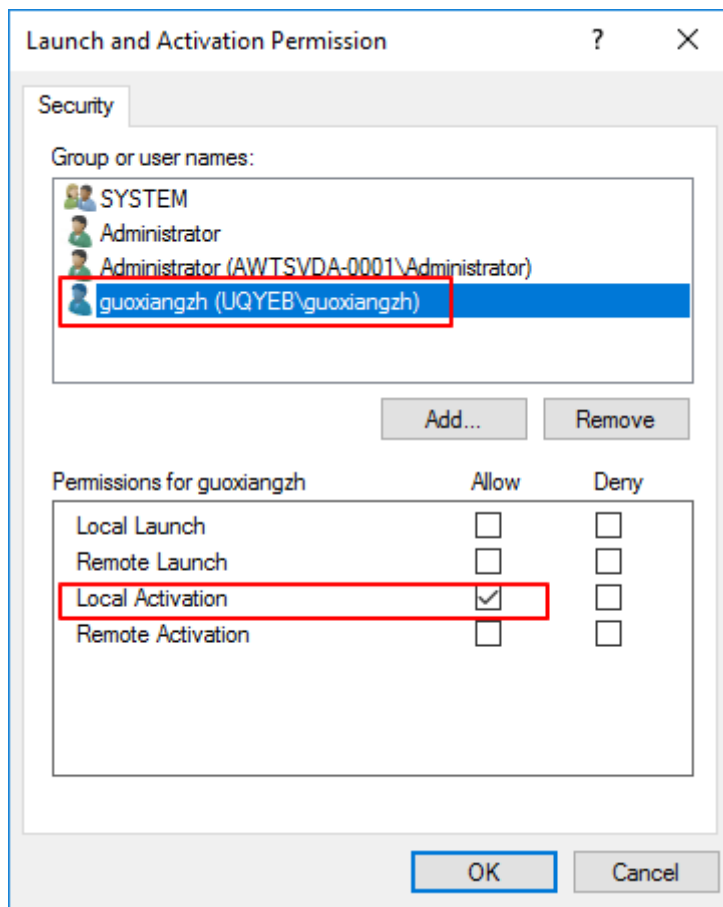 Launch and Activation Permission ?
Security
Group or user names:
SYSTEM
Administrator
Administrator (AWTSVDA-0001\Administrator)
guoxiangzh (UQYEB\guoxiangzh)
Add... Remove
Permissions for guoxiangzh Allow Deny
Local Launch
Remote Launch
Local Activation
Remote Activation
OK Cancel